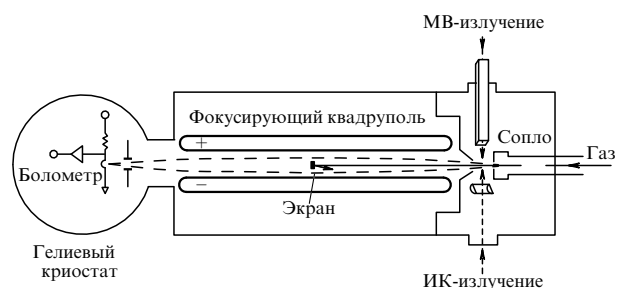 МВ-излучение
Фокусирующий квадруполь
Сопло
Газ
+
Болометр
−
Экран
Гелиевый
криостат
ИК-излучение